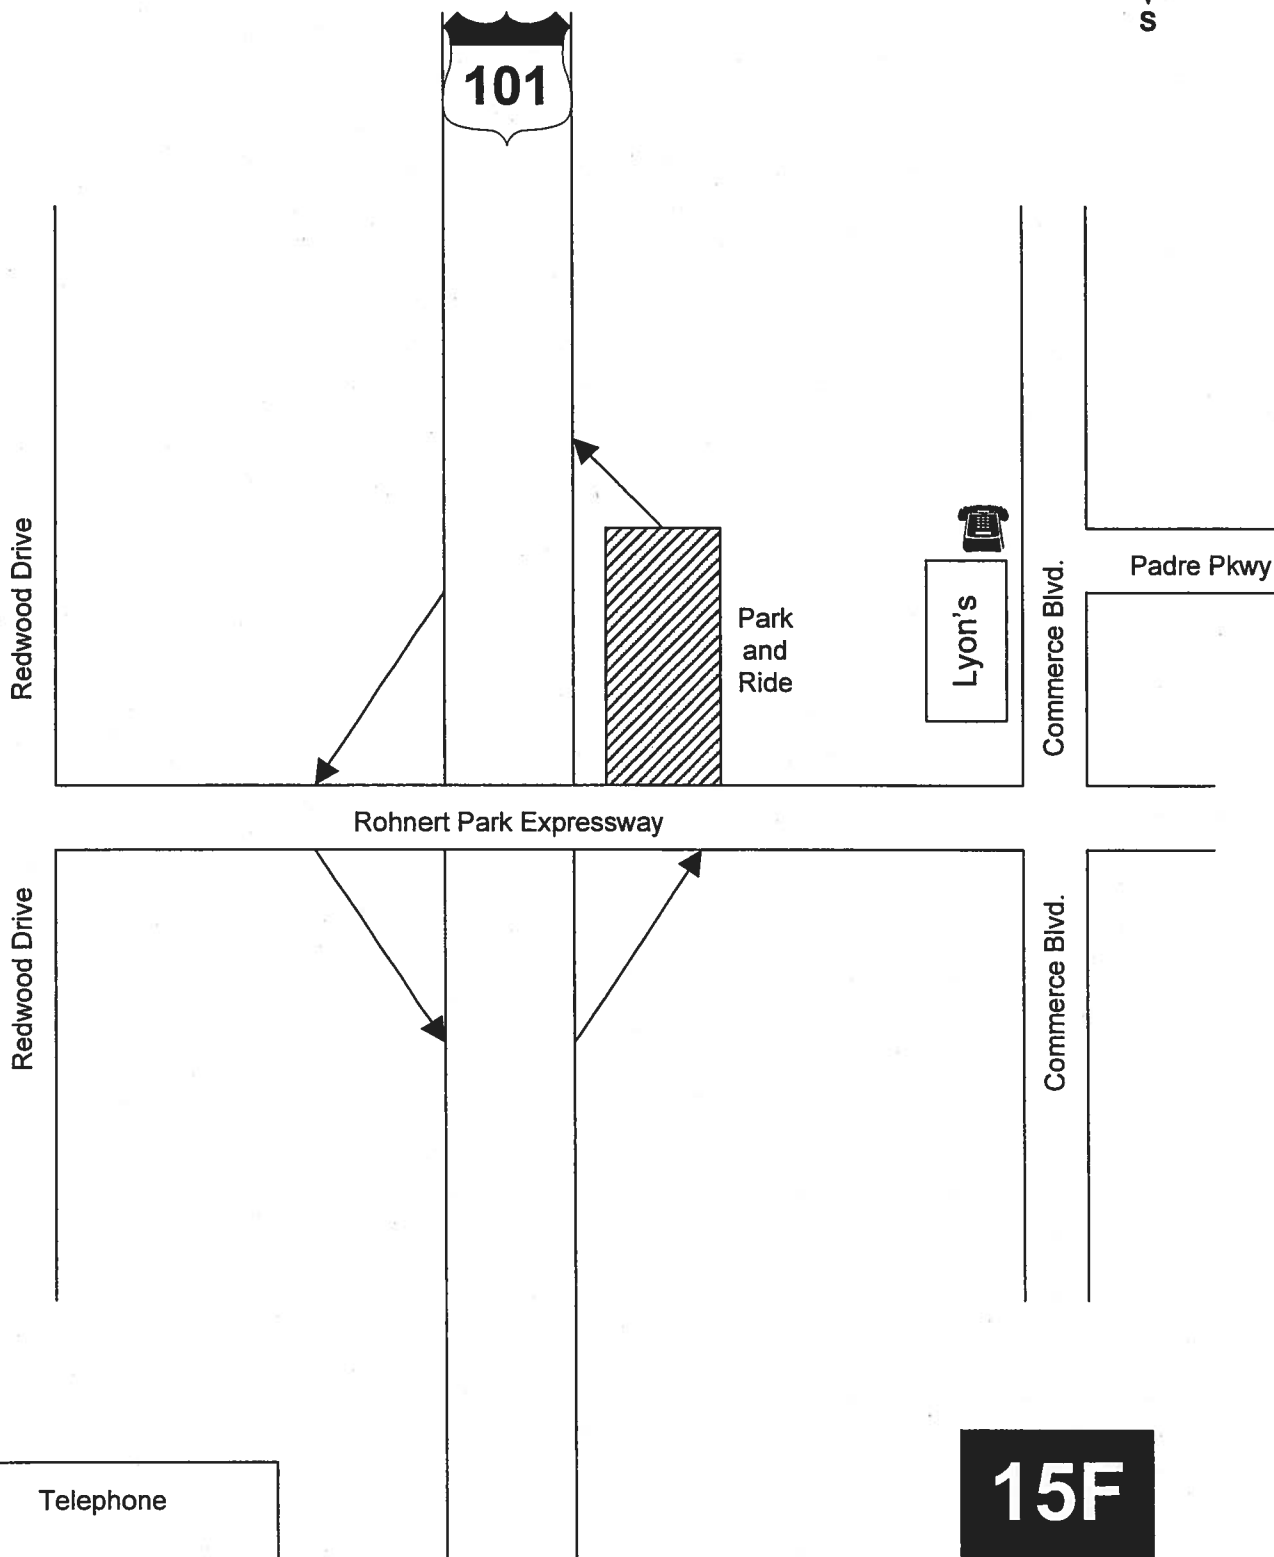 S
101
Redwood Drive
Park
and
Ride
Lyon's
Commerce Blvd.
Padre Pkwy
Rohnert Park Expressway
Redwood Drive
Commerce Blvd.
Telephone
15F